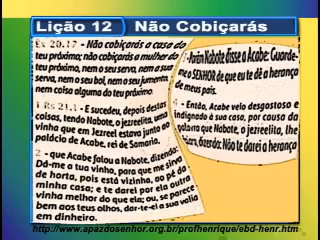 Lição 12 Não Cobiçarás
Ex 20.17 - Não cobiçarás a casa do
teu próximo; não cobiçarás a mulher do
teu próximo, nem o seu servo, nem a sua
serva, nem o seu boi, nem o seu jumento,
nem coisa alguma do teu próximo.
1 Rs 21.1 - E sucedeu, depois destas
coisas, tendo Nabote, o jezreelita, uma
vinha que em Jezreel estava junto ao
palácio de Acabe, rei de Samaria.
2 - que Acabe falou a Nabote, dizendo:
Dá-me a tua vinha, para que me sirva
de horta, pois está vizinha, ao pé da
minha casa; e te darei por ela outra
vinha melhor do que ela; ou, se parece
bem aos teus olhos, dar-te-ei a sua valia
em dinheiro.
3 - Porém Nabote disse a Acabe: Guarde-
me o SENHOR de que eu te dê a herança
de meus pais.
4 - Então, Acabe veio desgostoso e
indignado à sua casa, por causa da
palavra que Nabote, o jezreelita, lhe
dizendo: Não te darei a herança
http://www.apazdosenhor.org.br/profhenrique/ebd-henr.htm